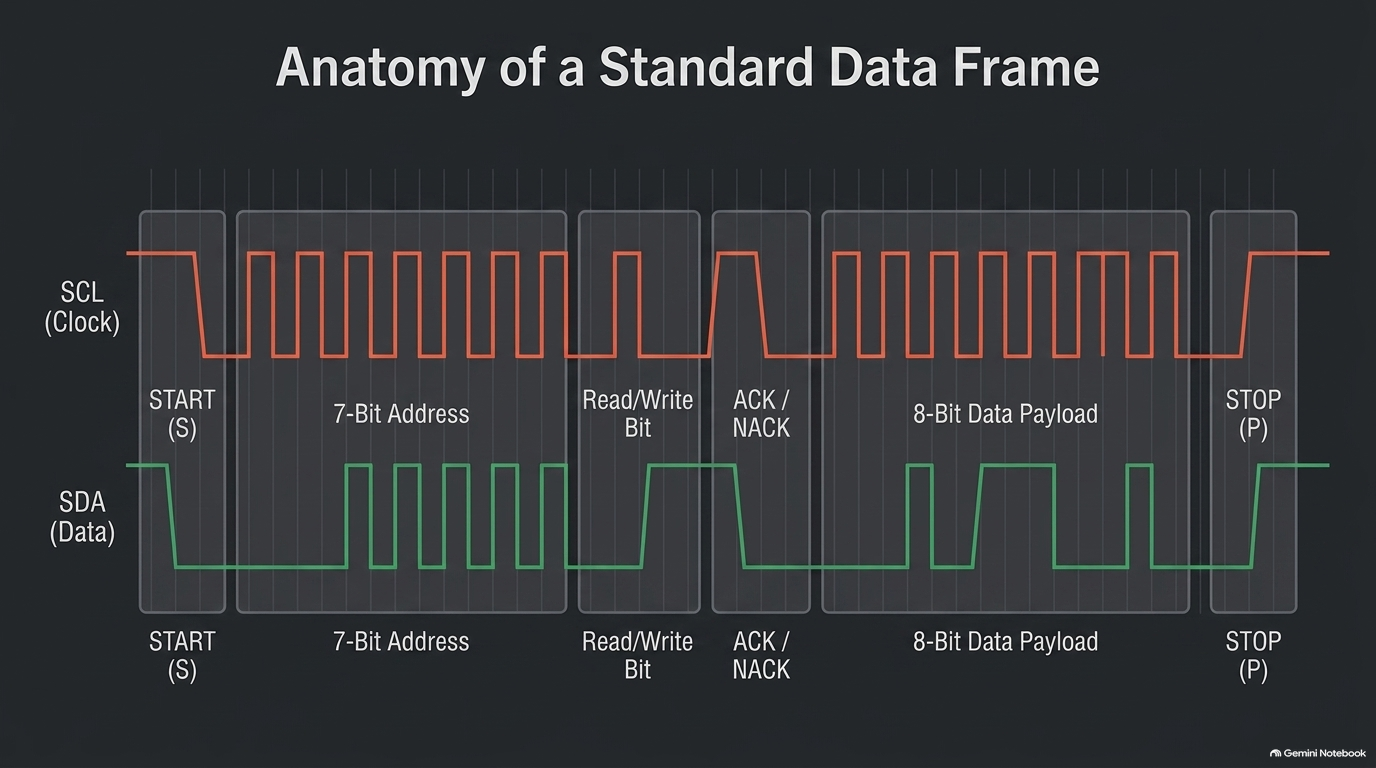 Anatomy of a Standard Data Frame
SCL
(Clock)
START
(S)
7-Bit Address
Read/Write
Bit
ACK /
NACK
8-Bit Data Payload
STOP
(P)
SDA
(Data)
START
(S)
7-Bit Address
Read/Write
Bit
ACK /
NACK
8-Bit Data Payload
STOP
(P)
Gemini Notebook